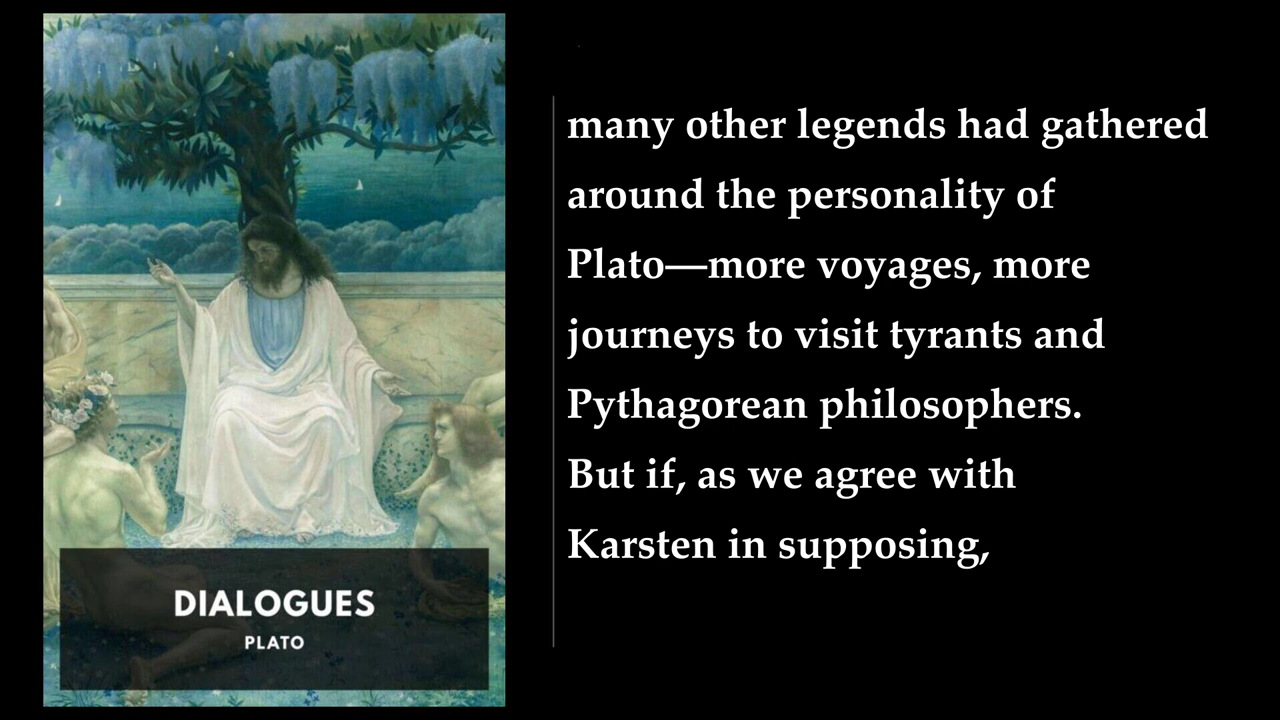 DIALOGUES
PLATO
many other legends had gathered
around the personality of
Plato—more voyages, more
journeys to visit tyrants and
Pythagorean philosophers.
But if, as we agree with
Karsten in supposing,